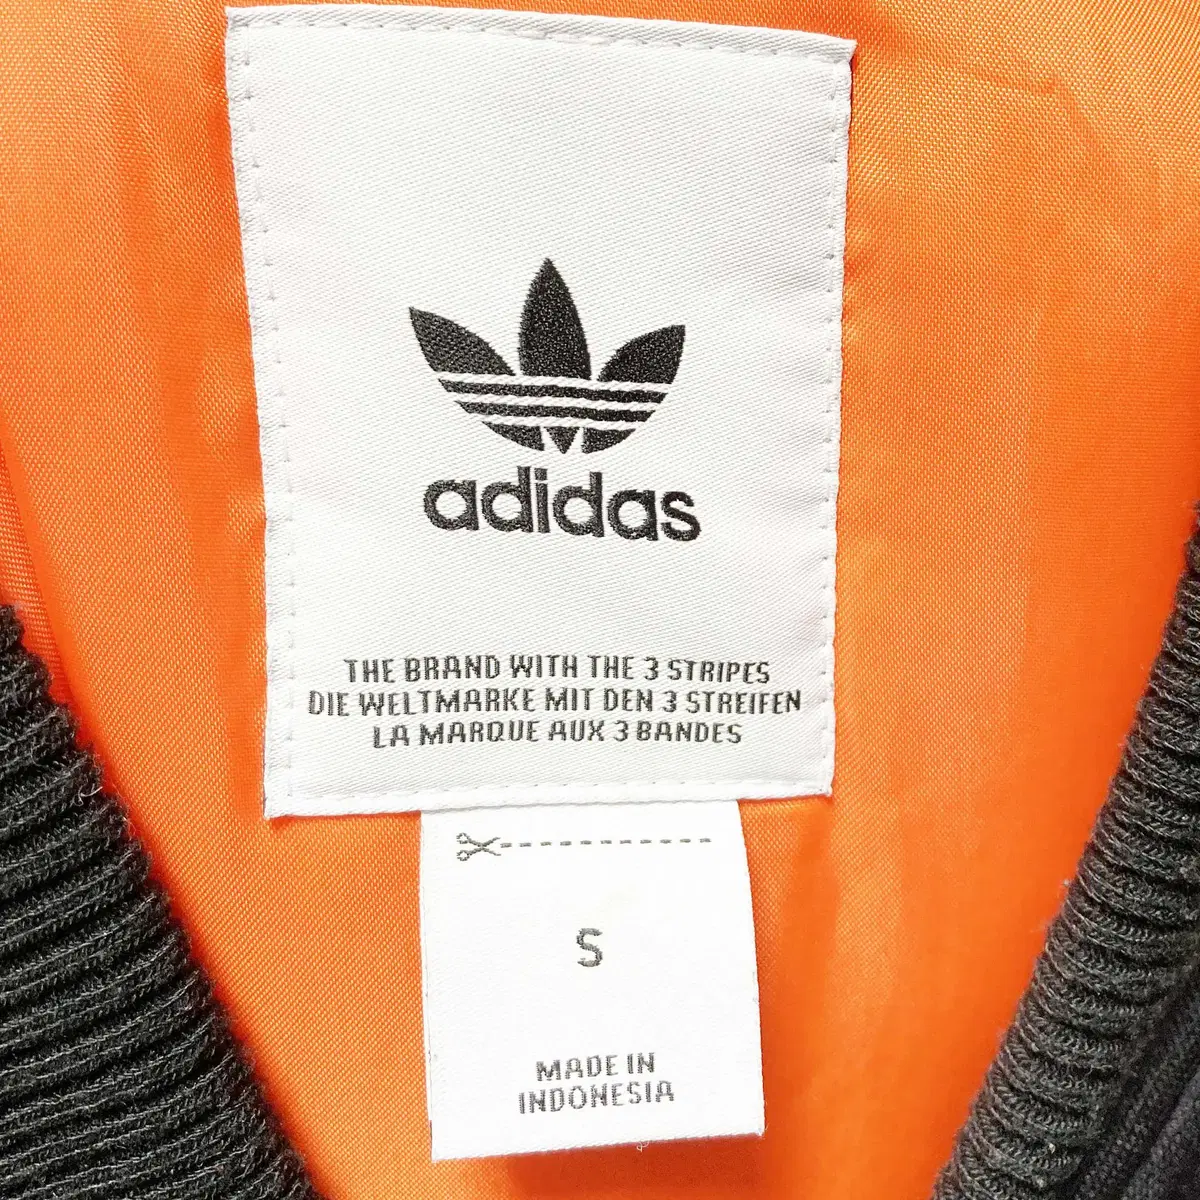 adidas
THE BRAND WITH THE 3 STRIPES
DIE WELTMARKE MIT DEN 3 STREIFEN
LA MARQUE AUX 3 BANDES
S
MADE IN
INDONESIA